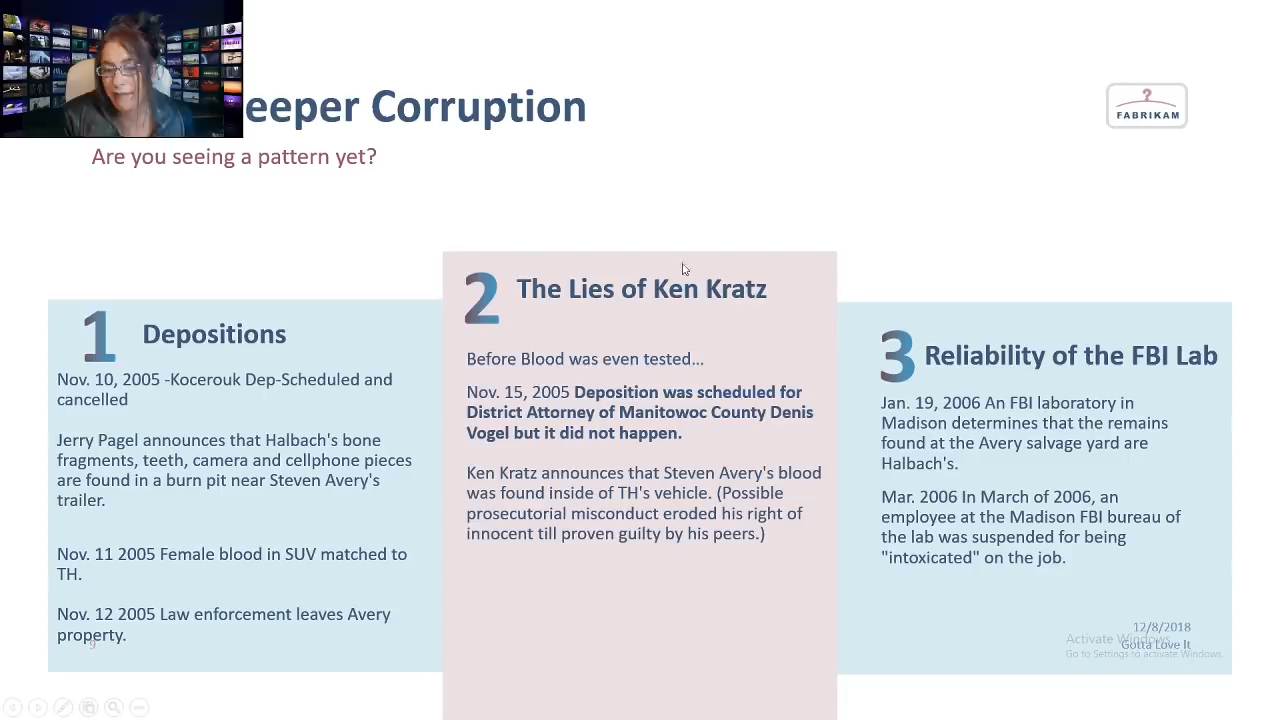 eeper Corruption
Are you seeing a pattern yet?
FABRIKAM
1 Depositions
Nov. 10, 2005 -Kocerouk Dep-Scheduled and
cancelled
Jerry Pagel announces that Halbach's bone
fragments, teeth, camera and cellphone pieces
are found in a burn pit near Steven Avery's
trailer.
Nov. 11 2005 Female blood in SUV matched to
TH.
Nov. 12 2005 Law enforcement leaves Avery
property.
9
2 The Lies of Ken Kratz
Before Blood was even tested...
Nov. 15, 2005 Deposition was scheduled for
District Attorney of Manitowoc County Denis
Vogel but it did not happen.
Ken Kratz announces that Steven Avery's blood
was found inside of TH's vehicle. (Possible
prosecutorial misconduct eroded his right of
innocent till proven guilty by his peers.)
3 Reliability of the FBI Lab
Jan. 19, 2006 An FBI laboratory in
Madison determines that the remains
found at the Avery salvage yard are
Halbach's.
Mar. 2006 In March of 2006, an
employee at the Madison FBI bureau of
the lab was suspended for being
"intoxicated" on the job.
12/8/2018
Gotta Love It
Activate Windows
Go to Settings to activate Windows.